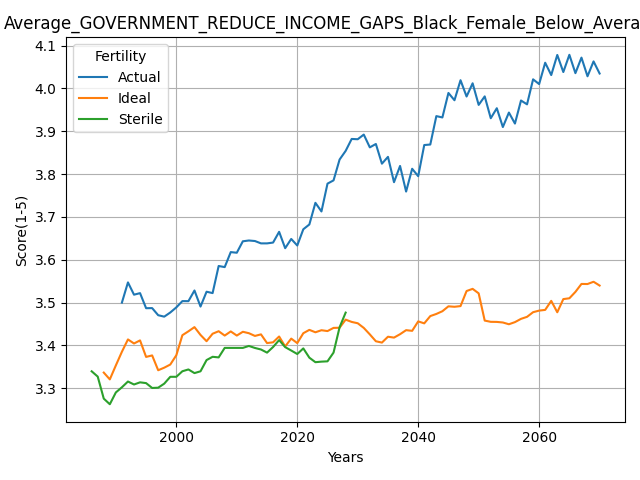 Average_GOVERNMENT_REDUCE_INCOME_GAPS_Black_Female_Below_Avera
Fertility
Actual
Ideal
Sterile
Score(1-5)
4.1
4.0
3.9
3.8
3.7
3.6
3.5
3.4
3.3
2000
2020
2040
2060
Years